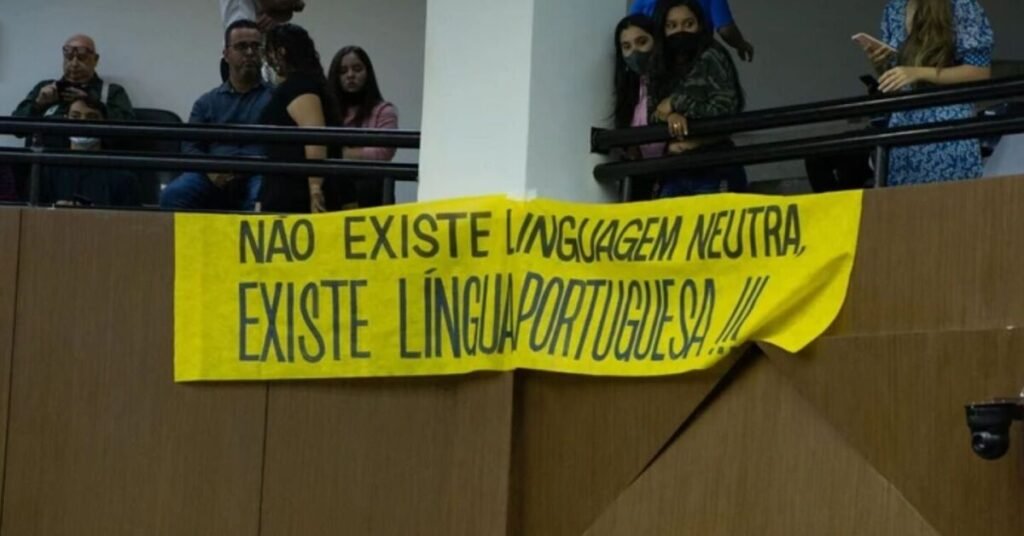 NÃO EXISTE LINGUAGEM NEUTRA,
EXISTE LÍNGUA PORTUGUESA!!!